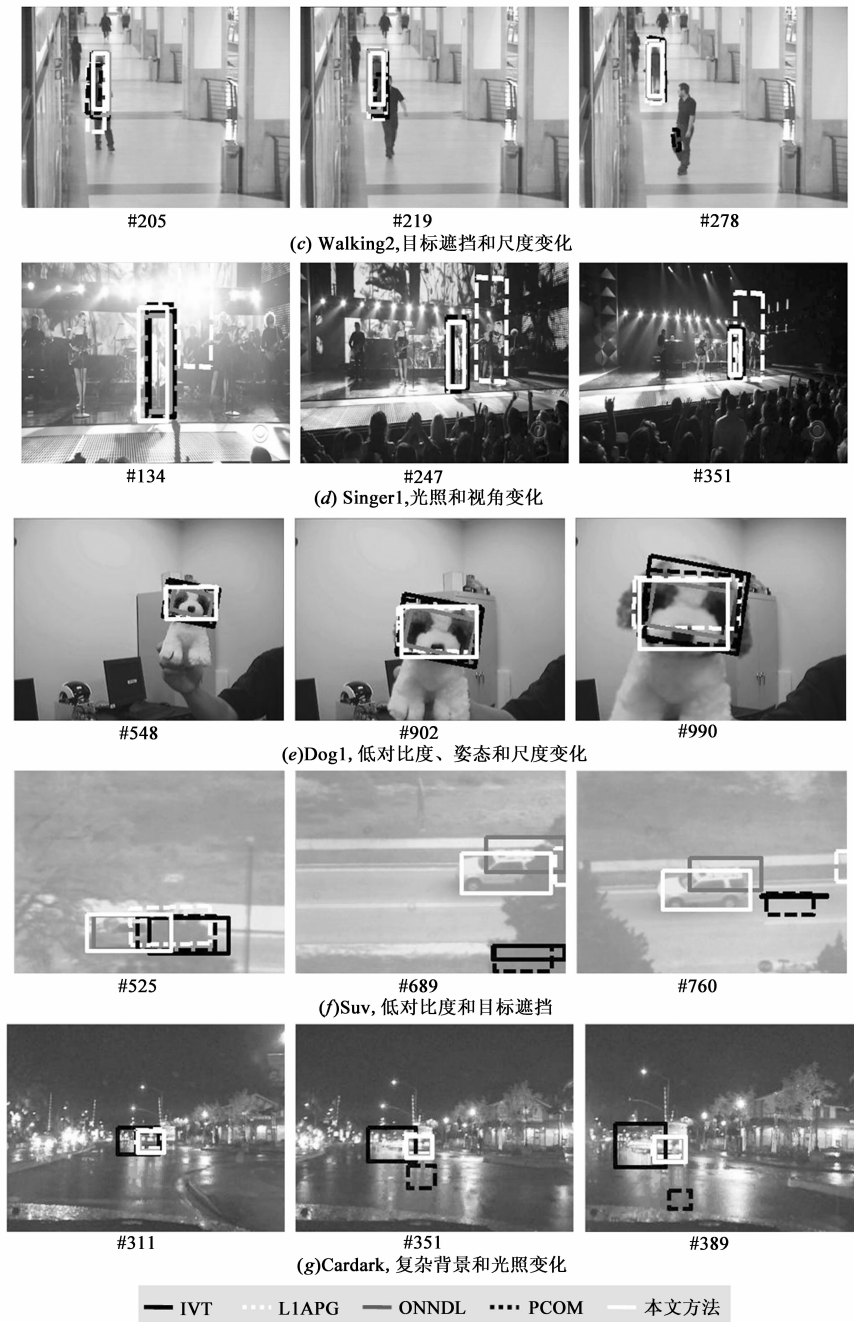 #205 #219 #278
(c) Walking2,目标遮挡和尺度变化
#134 #247 #351
(d) Singer1,光照和视角变化
#548 #902 #990
(e)Dog1, 低对比度、姿态和尺度变化
#525 #689 #760
(f)Suv, 低对比度和目标遮挡
#311 #351 #389
(g)Cardark, 复杂背景和光照变化
IVT L1APG ONNDL PCOM 本文方法